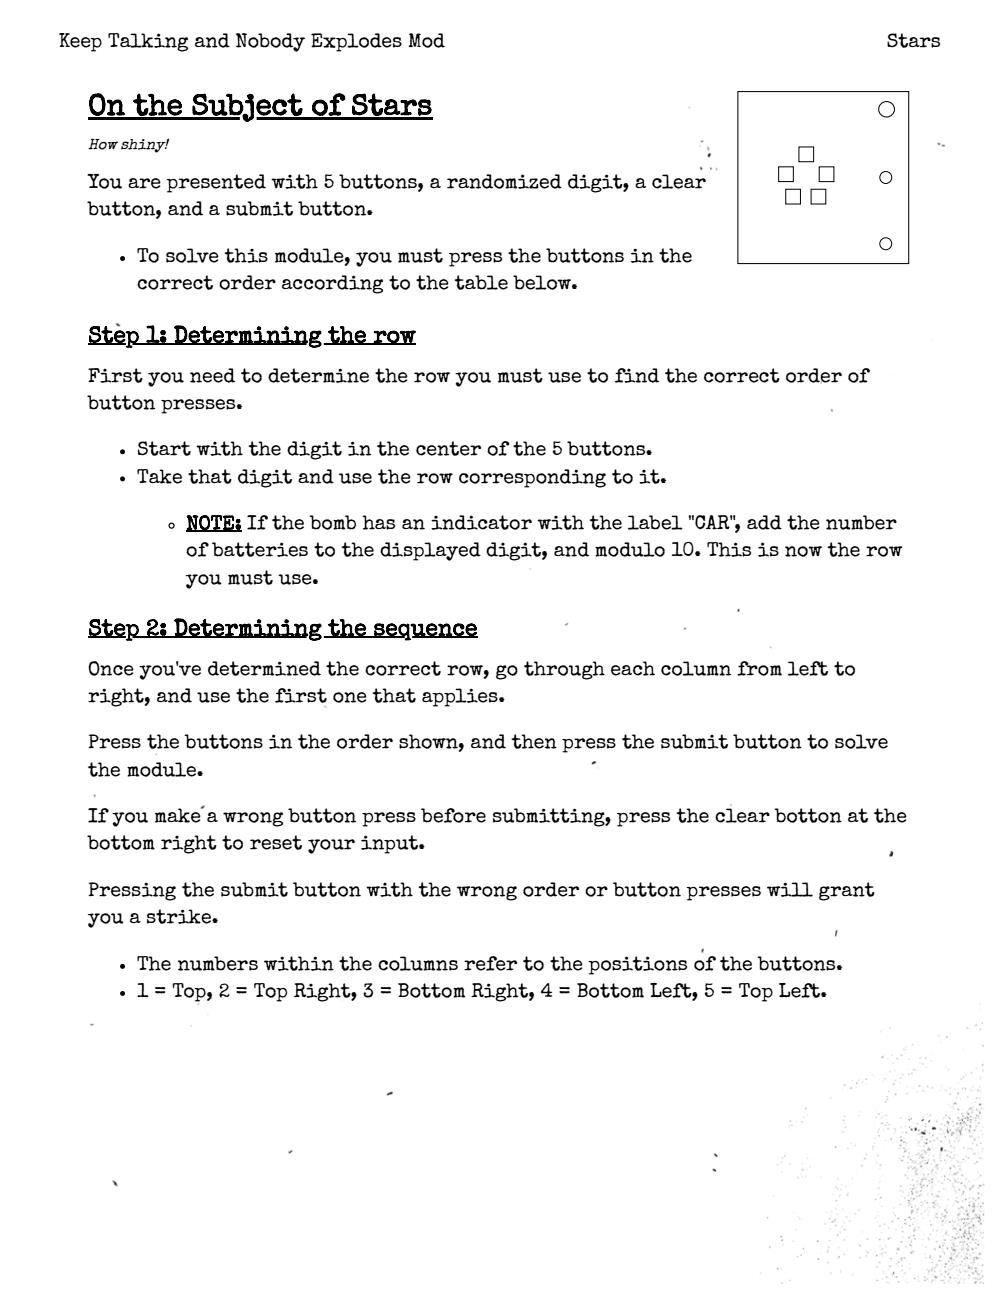 Keep Talking and Nobody Explodes Mod
Stars
On the Subject of Stars
How shiny!
You are presented with 5 buttons, a randomized digit, a clear
button, and a submit button.
• To solve this module, you must press the buttons in the
correct order according to the table below.
Step 1: Determining the row
First you need to determine the row you must use to find the correct order of
button presses.
• Start with the digit in the center of the 5 buttons.
• Take that digit and use the row corresponding to it.
◦ NOTE: If the bomb has an indicator with the label "CAR", add the number
of batteries to the displayed digit, and modulo 10. This is now the row
you must use.
Step 2: Determining the sequence
Once you've determined the correct row, go through each column from left to
right, and use the first one that applies.
Press the buttons in the order shown, and then press the submit button to solve
the module.
If you make a wrong button press before submitting, press the clear botton at the
bottom right to reset your input.
Pressing the submit button with the wrong order or button presses will grant
you a strike.
• The numbers within the columns refer to the positions of the buttons.
• 1 = Top, 2 = Top Right, 3 = Bottom Right, 4 = Bottom Left, 5 = Top Left.